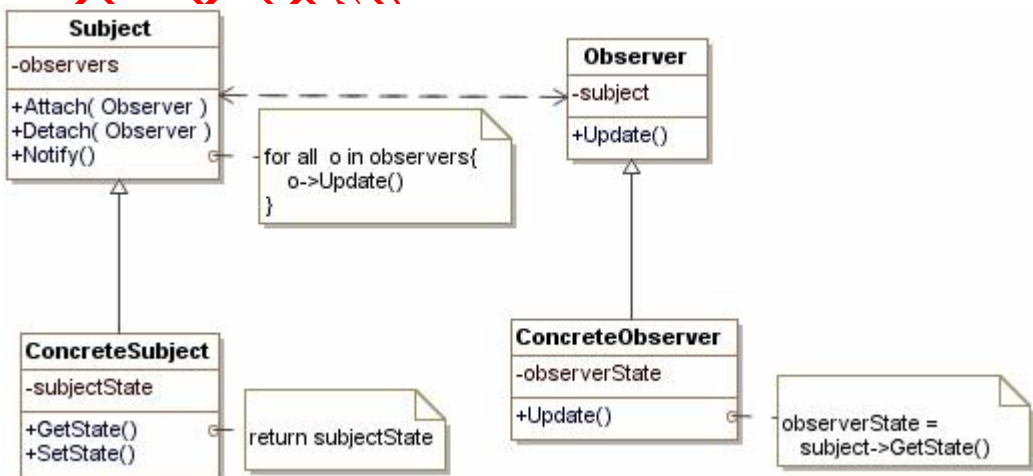 Subject
-observers
+Attach( Observer )
+Detach( Observer )
+Notify()
for all o in observers{
o->Update()
}
Observer
-subject
+Update()
ConcreteSubject
-subjectState
+GetState()
+SetState()
return subjectState
ConcreteObserver
-observerState
+Update()
observerState =
subject->GetState()